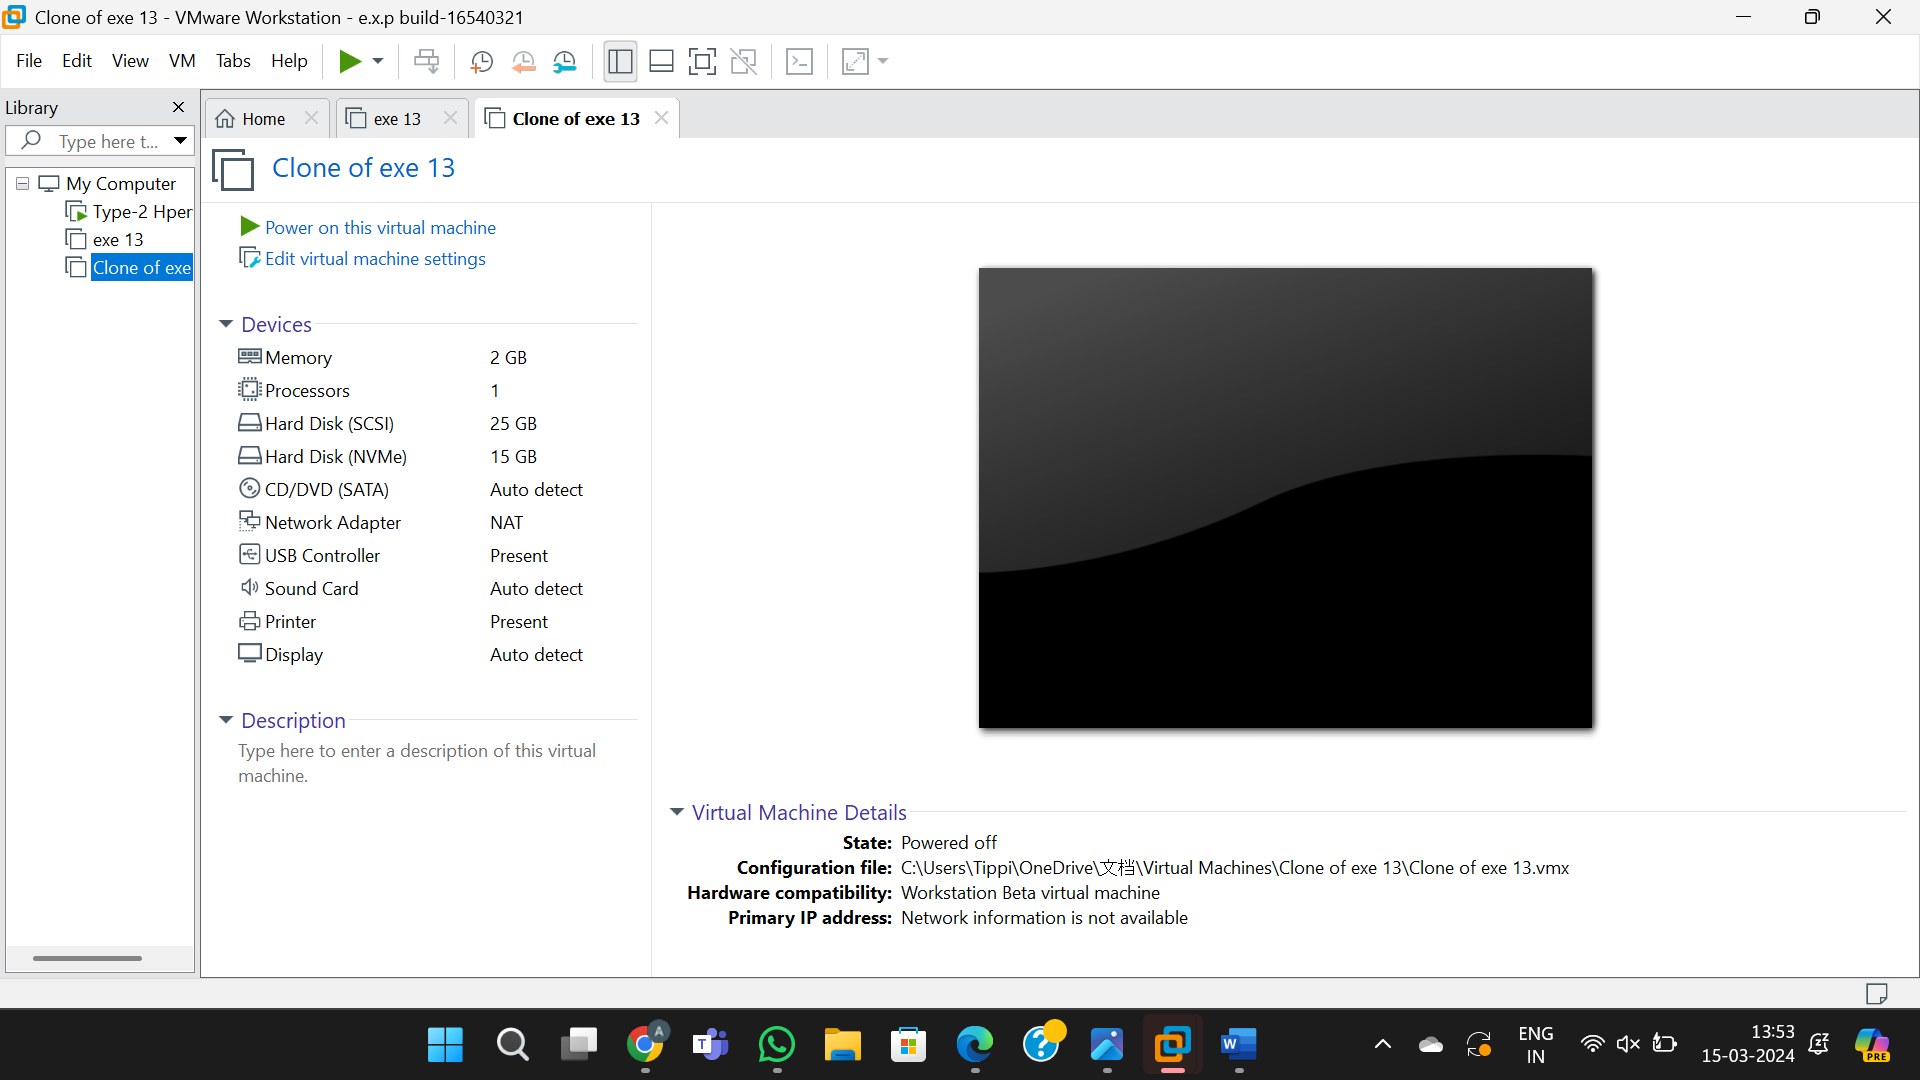 Clone of exe 13 - VMware Workstation - e.x.p build-16540321
File Edit View VM Tabs Help
Library
Type here t...
My Computer
Type-2 Hper
exe 13
Clone of exe
Home
exe 13
Clone of exe 13
Clone of exe 13
Power on this virtual machine
Edit virtual machine settings
Devices
Memory 2 GB
Processors 1
Hard Disk (SCSI) 25 GB
Hard Disk (NVMe) 15 GB
CD/DVD (SATA) Auto detect
Network Adapter NAT
USB Controller Present
Sound Card Auto detect
Printer Present
Display Auto detect
Description
Type here to enter a description of this virtual
machine.
Virtual Machine Details
State: Powered off
Configuration file: C:\Users\Tippi\OneDrive\文档\Virtual Machines\Clone of exe 13\Clone of exe 13.vmx
Hardware compatibility: Workstation Beta virtual machine
Primary IP address: Network information is not available
A
T
W
ENG
IN
13:53
15-03-2024
PRE